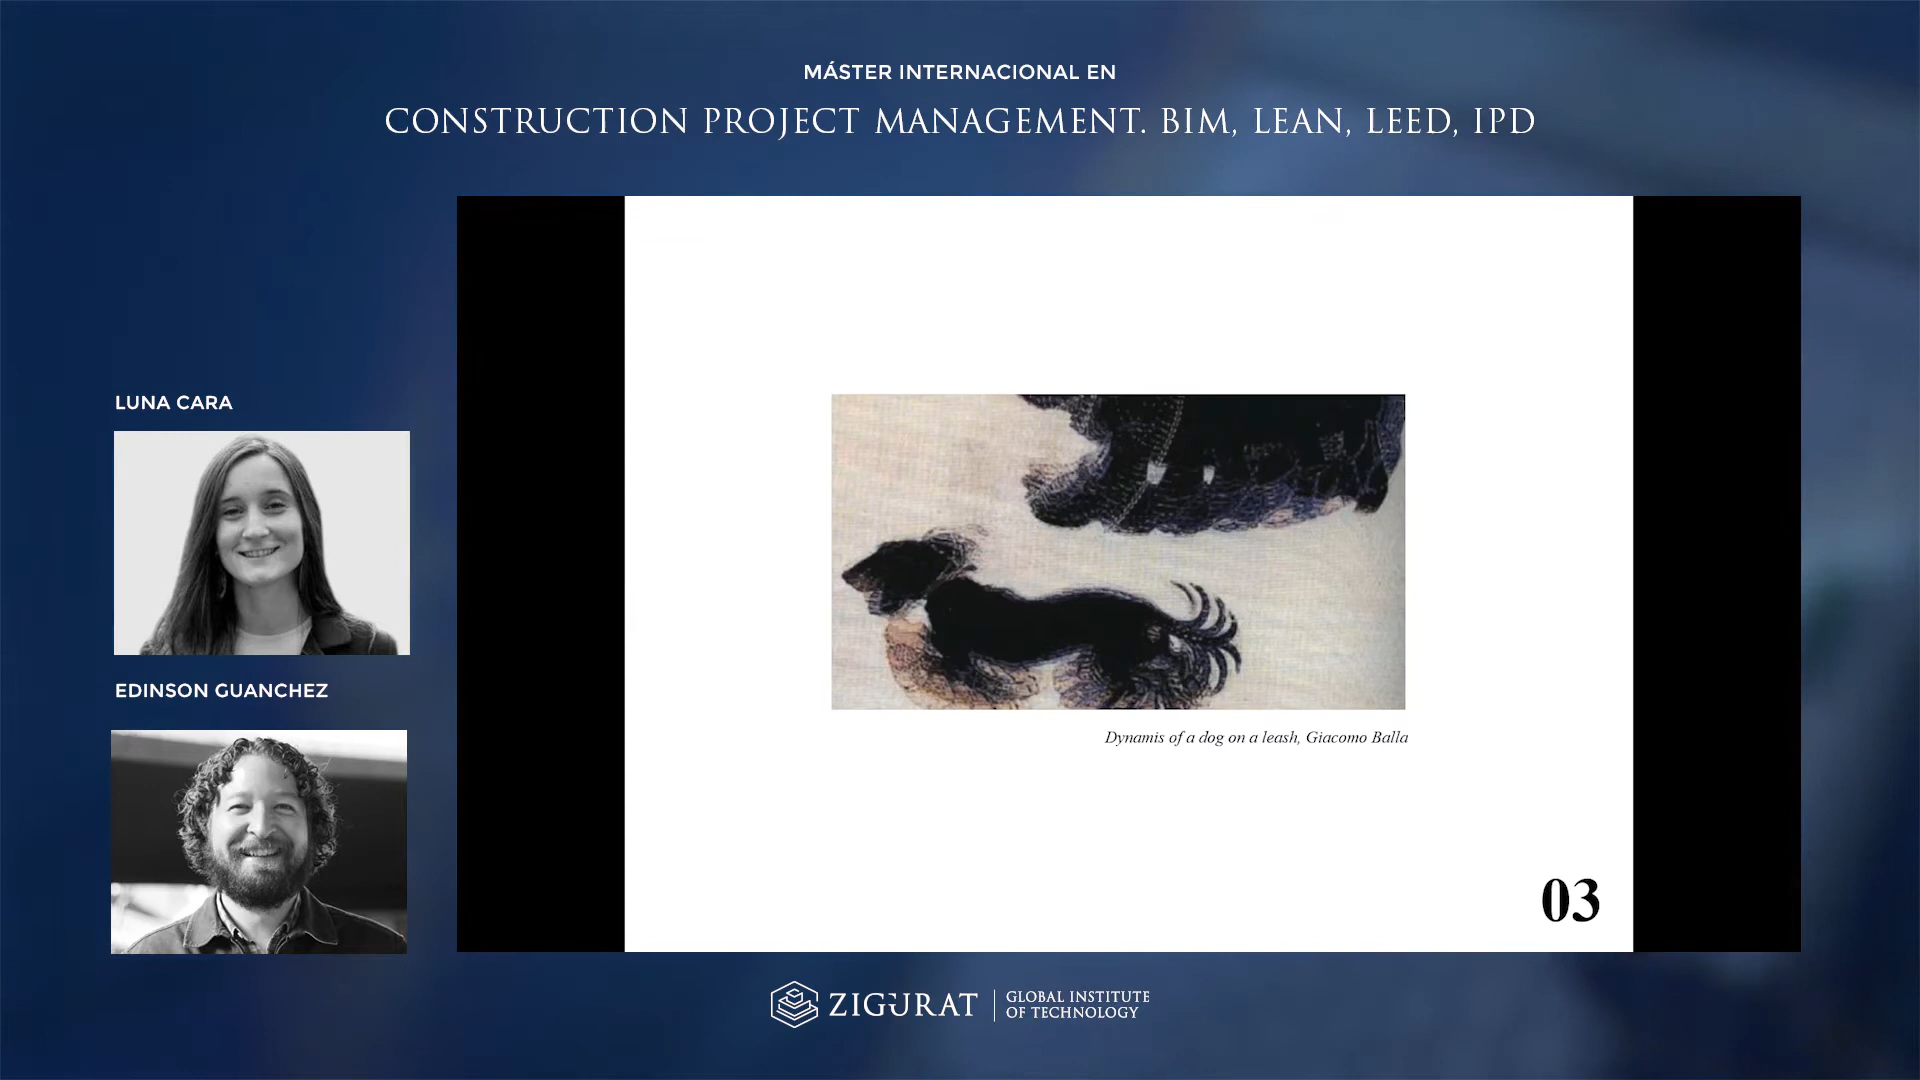 MÁSTER INTERNACIONAL EN
CONSTRUCTION PROJECT MANAGEMENT. BIM, LEAN, LEED, IPD
LUNA CARA
EDINSON GUANCHEZ
Dynamis of a dog on a leash, Giacomo Balla
03
ZIGURAT
GLOBAL INSTITUTE
OF TECHNOLOGY